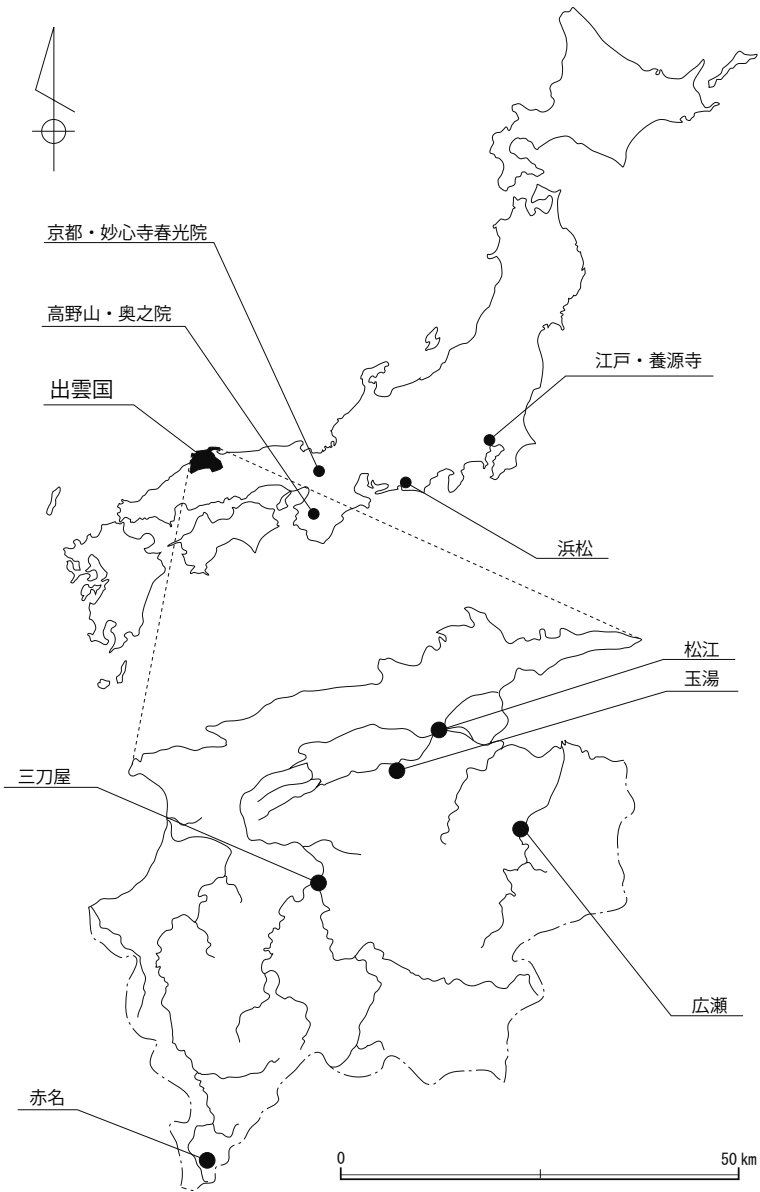 京都・妙心寺春光院
高野山・奥之院
江戸・養源寺
出雲国
浜松
松江
玉湯
三刀屋
広瀬
赤名
0
50 km